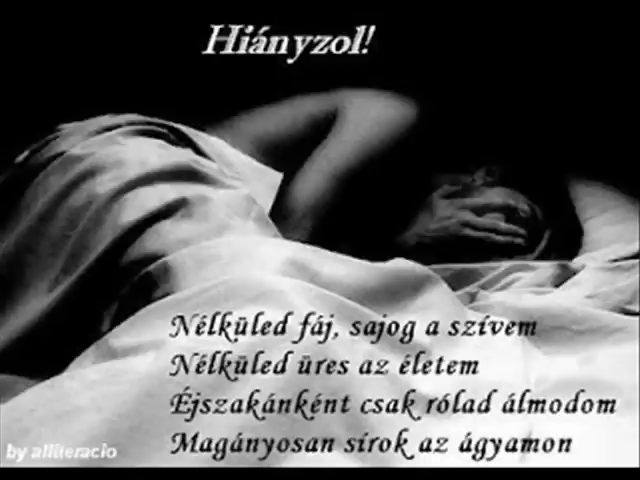 Hiányzol!
Nélküled fáj, sajog a szívem
Nélküled üres az életem
Éjszakánként csak rólad álmodom
Magányosan sírok az ágyamon
by alliteracio